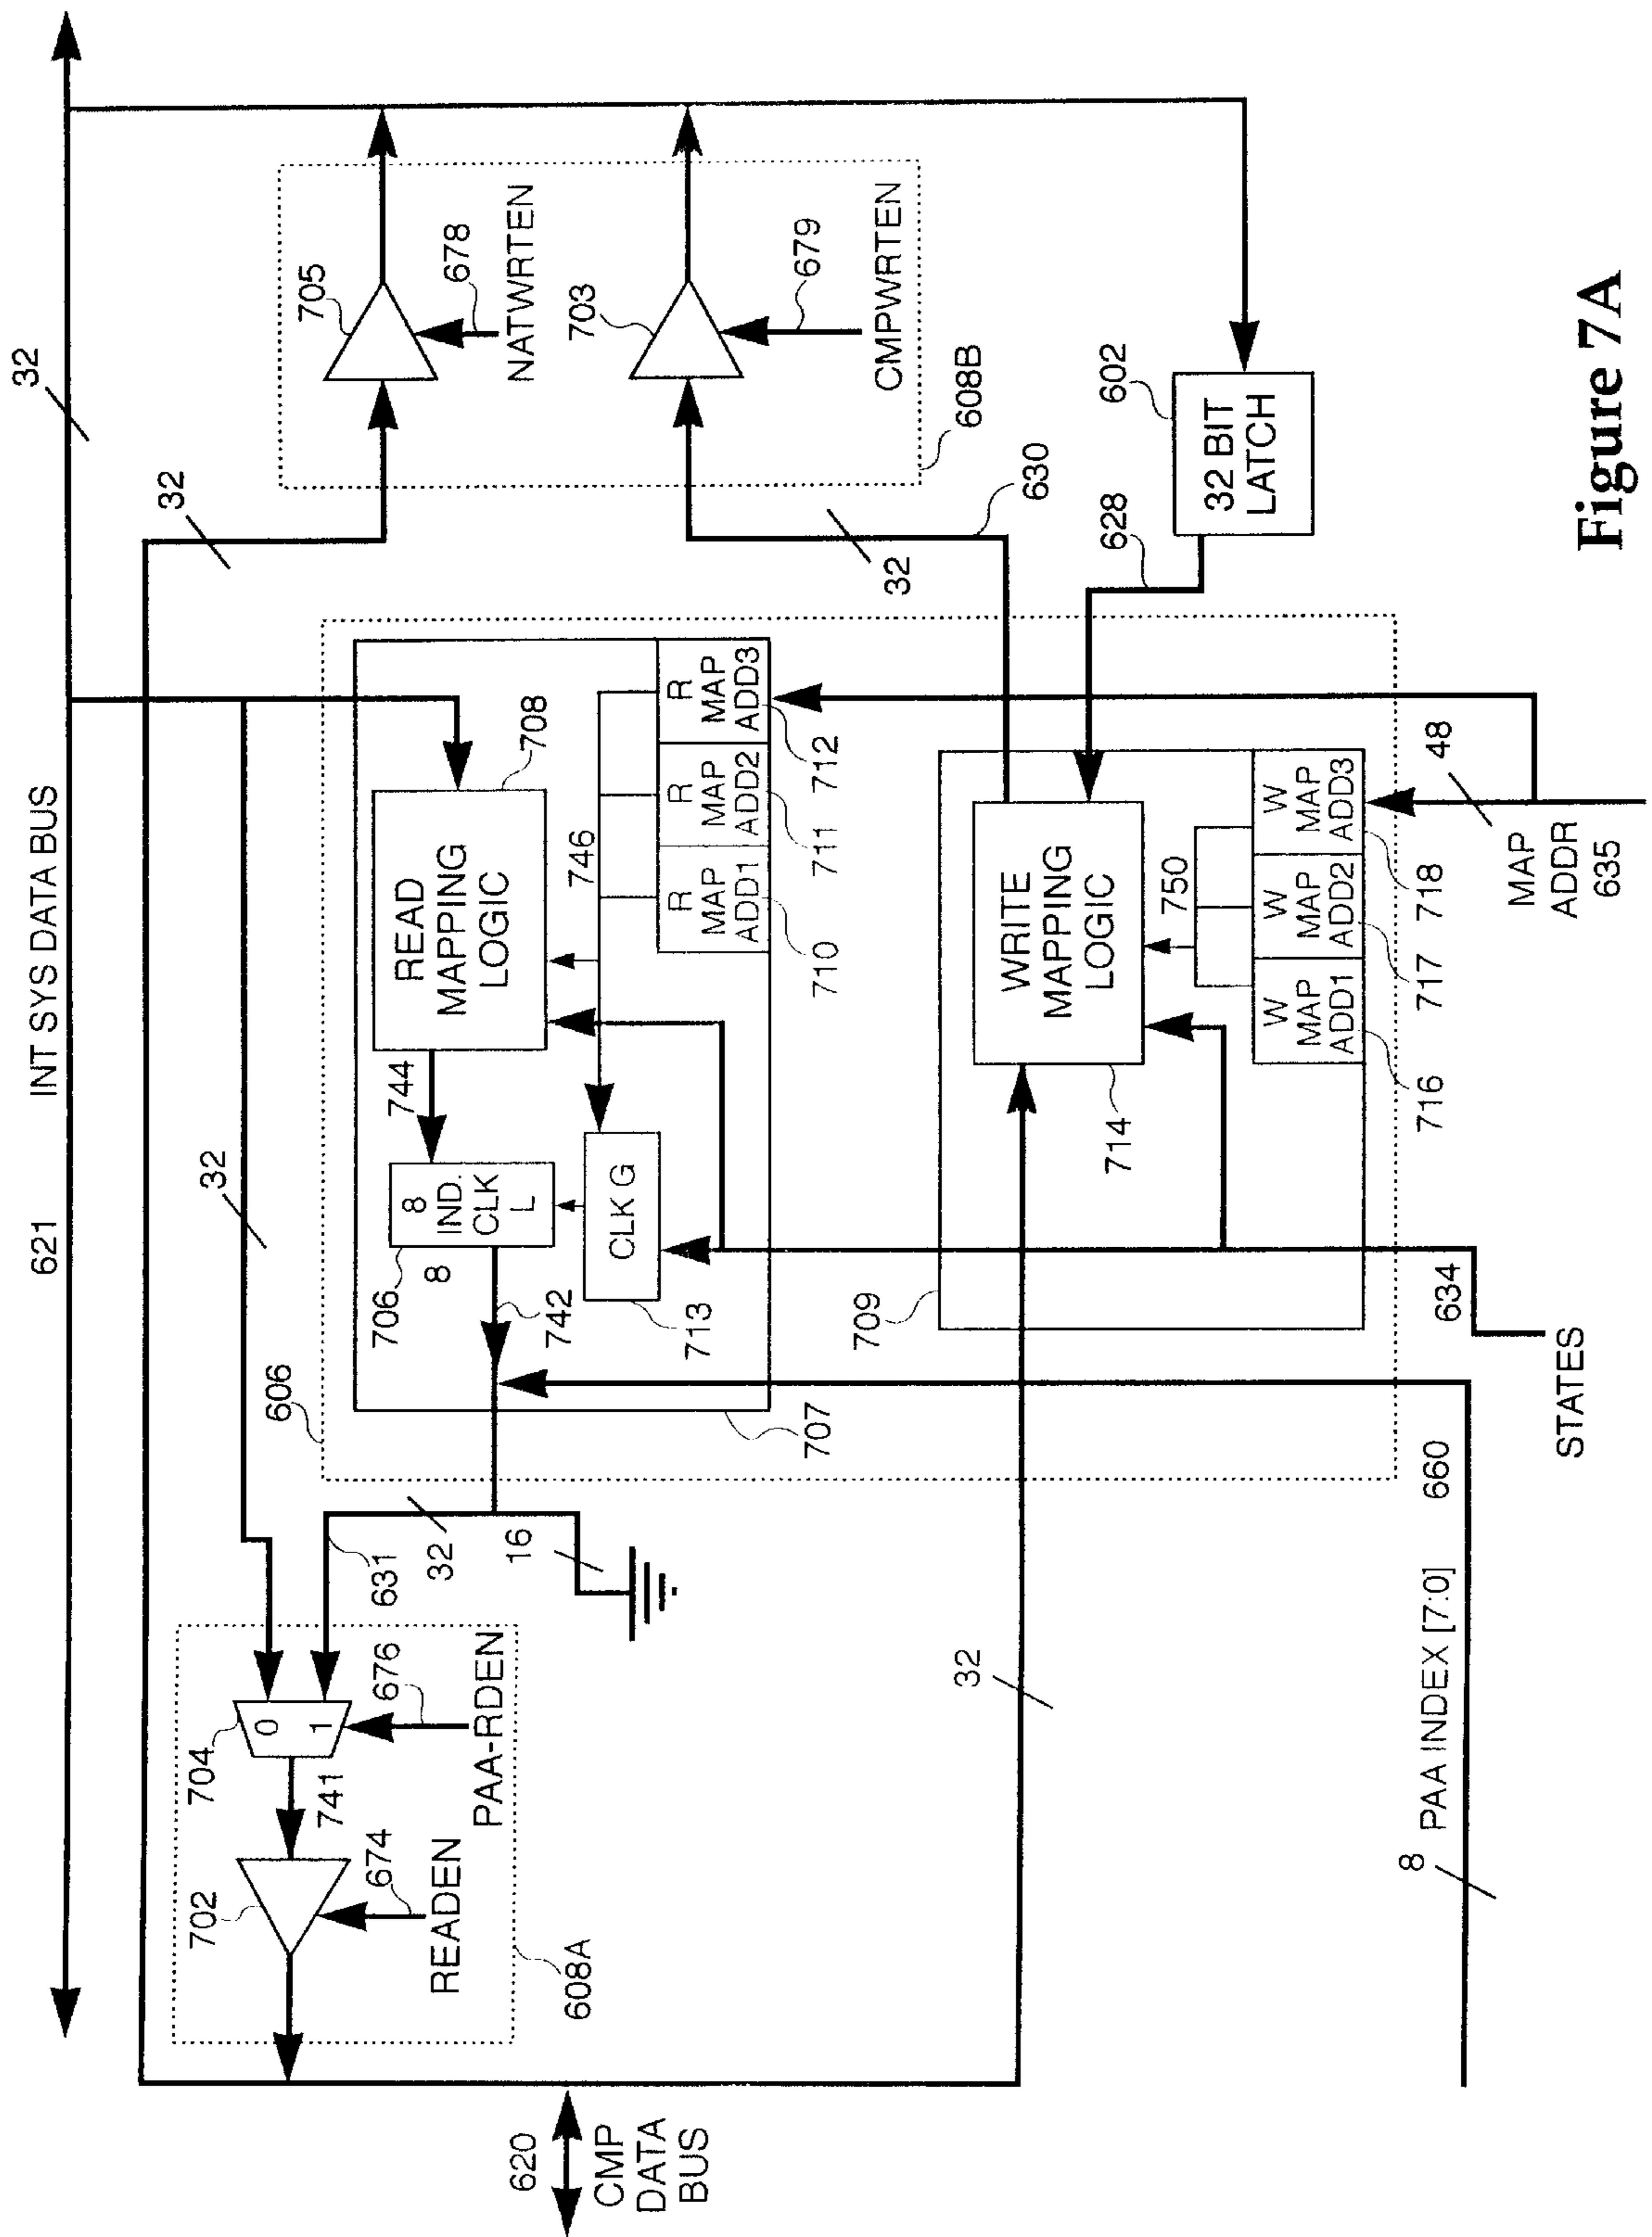 621 INT SYS DATA BUS
32
32
32
705
678
NATWRTEN
703
679
CMPWRTEN
608B
630
32
602
32 BIT
LATCH
628
606
706
8
IND.
CLK
L
8
742
744
READ
MAPPING
LOGIC
708
746
CLK G
713
R
MAP
ADD1
R
MAP
ADD2
R
MAP
ADD3
710
711
712
707
709
WRITE
MAPPING
LOGIC
714
750
W
MAP
ADD1
W
MAP
ADD2
W
MAP
ADD3
716
717
718
48
MAP
ADDR
635
634
STATES
704
0
1
741
702
676
PAA-RDEN
674
READEN
608A
631
32
16
32
620
CMP
DATA
BUS
8
PAA INDEX [7:0] 660
Figure 7A